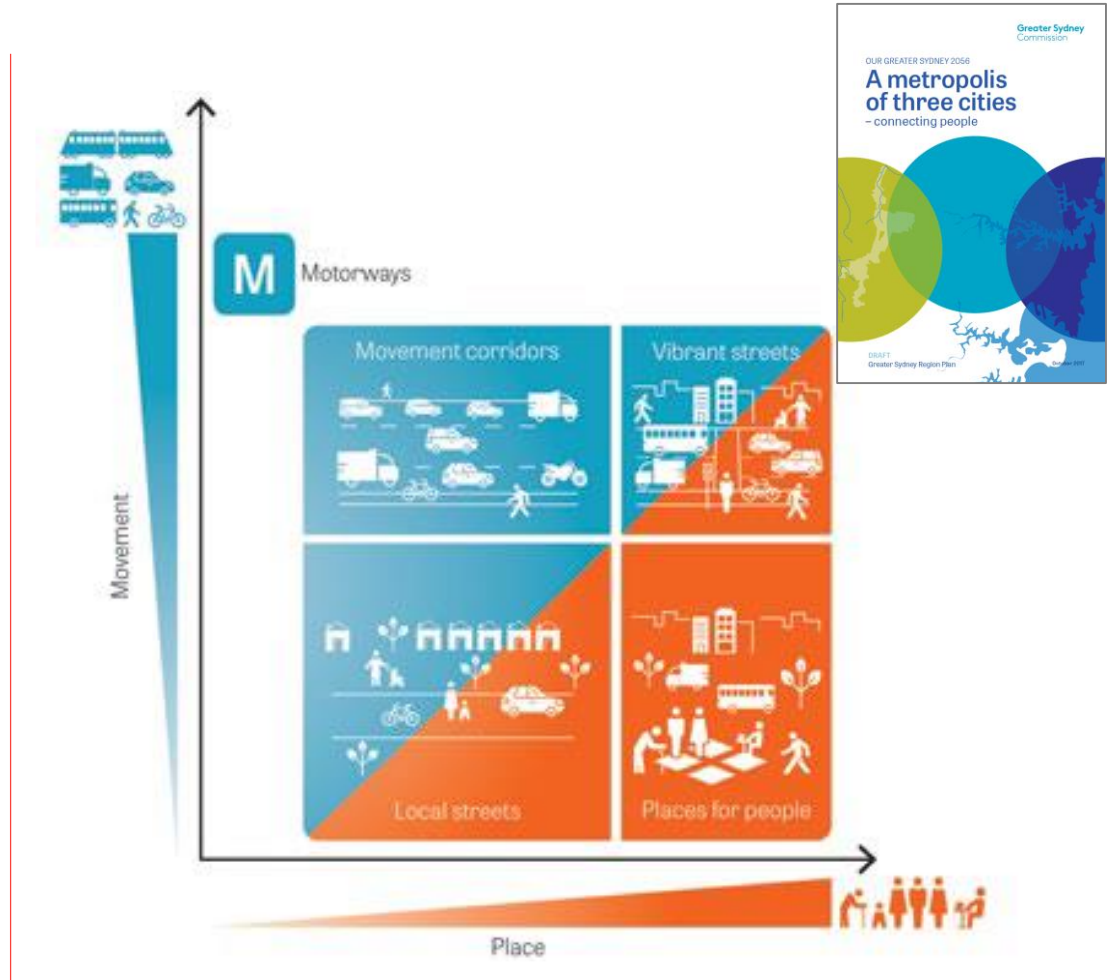 Greater Sydney
Commission
OUR GREATER SYDNEY 2056
A metropolis
of three cities
– connecting people
DRAFT
Greater Sydney Region Plan
October 2017
M
Motorways
Movement corridors
Vibrant streets
Movement
Local streets
Places for people
Place